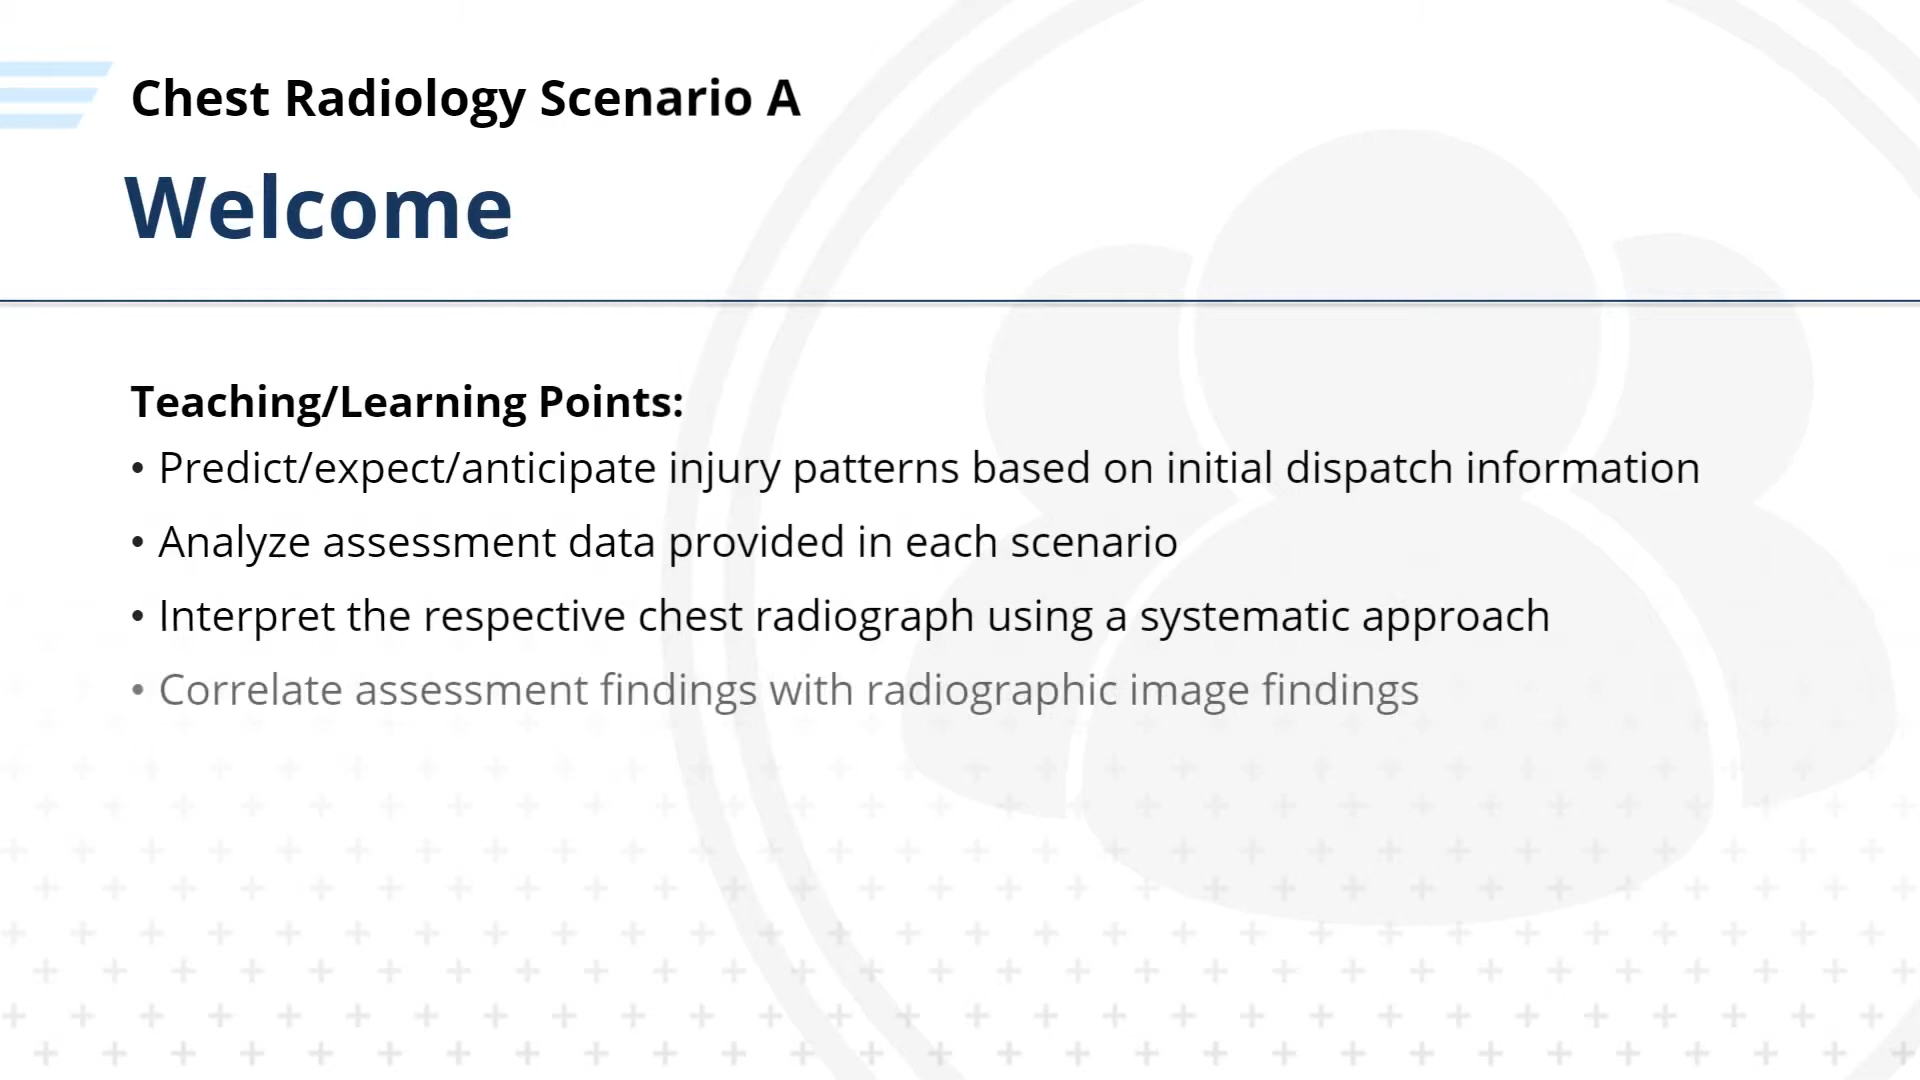 Chest Radiology Scenario A
Welcome
Teaching/Learning Points:
• Predict/expect/anticipate injury patterns based on initial dispatch information
• Analyze assessment data provided in each scenario
• Interpret the respective chest radiograph using a systematic approach
• Correlate assessment findings with radiographic image findings